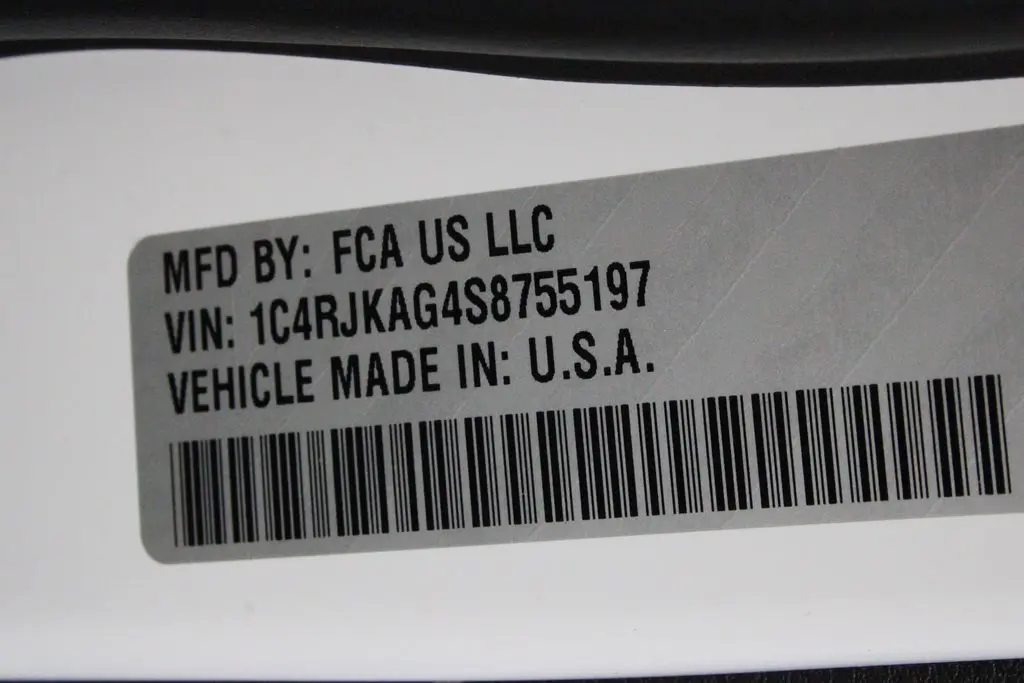 MFD BY: FCA US LLC
VIN: 1C4RJKAG4S8755197
VEHICLE MADE IN: U.S.A.